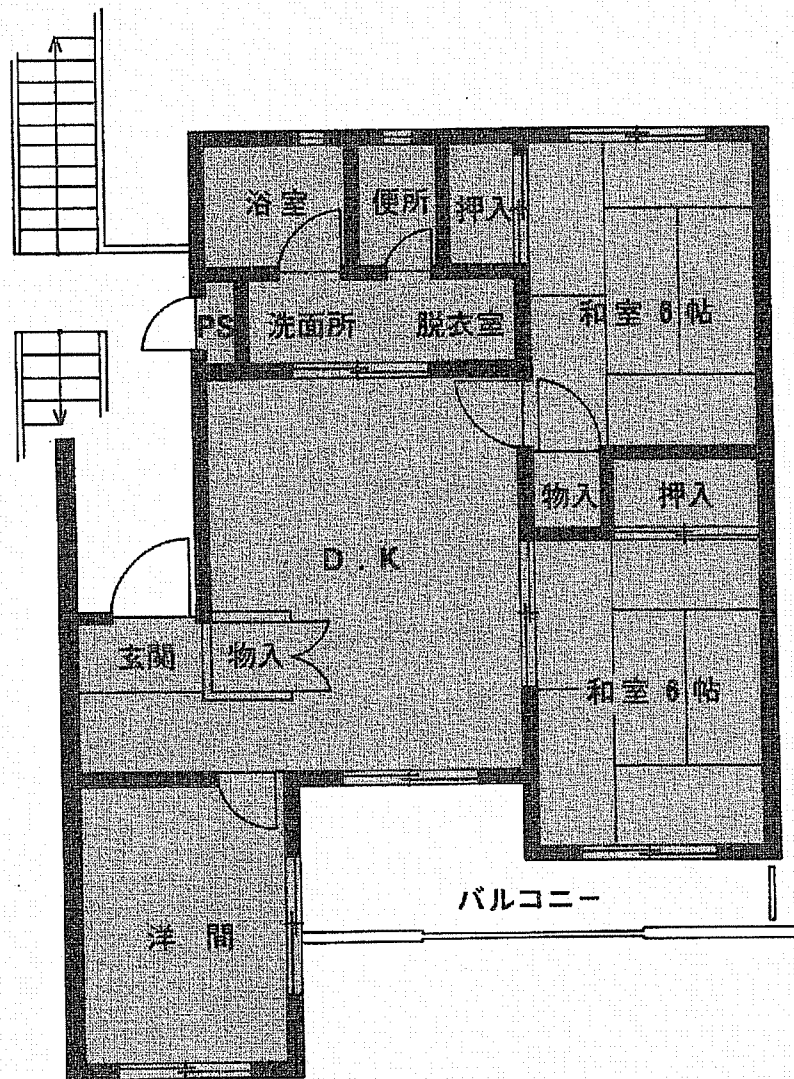 浴室
便所
押入
PS
洗面所
脱衣室
和室 6帖
物入
押入
D.K
玄関
物入
和室 6帖
バルコニー
洋間